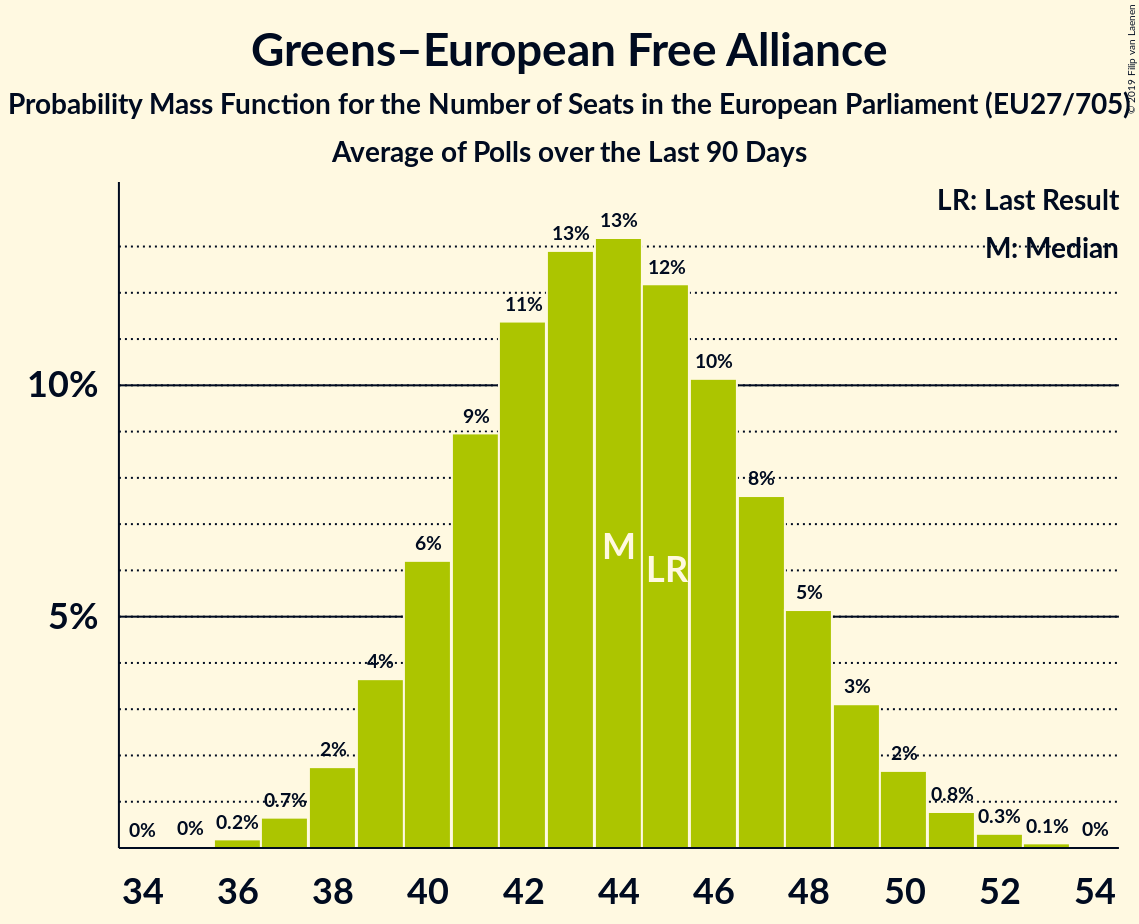 Greens–European Free Alliance
Probability Mass Function for the Number of Seats in the European Parliament (EU27/705)
Average of Polls over the Last 90 Days
© 2019 Filip van Laenen
LR: Last Result
M: Median
10%
5%
0%
0%
0.2%
0.7%
2%
4%
6%
9%
11%
13%
13%
12%
10%
8%
5%
3%
2%
0.8%
0.3%
0.1%
0%
M
LR
34 36 38 40 42 44 46 48 50 52 54